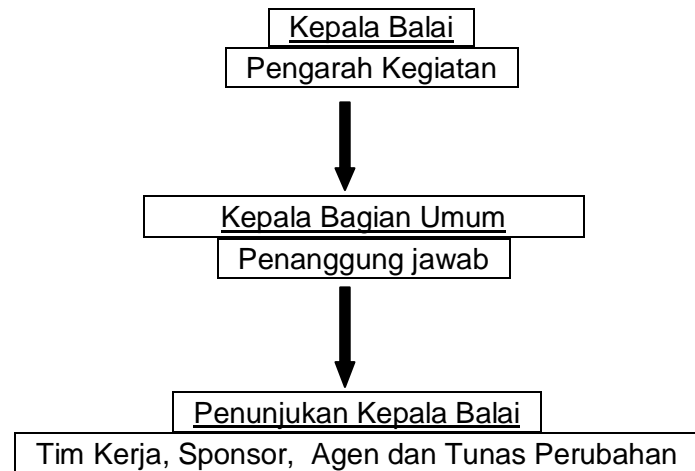 Kepala Balai
Pengarah Kegiatan
Kepala Bagian Umum
Penanggung jawab
Penunjukan Kepala Balai
Tim Kerja, Sponsor,  Agen dan Tunas Perubahan